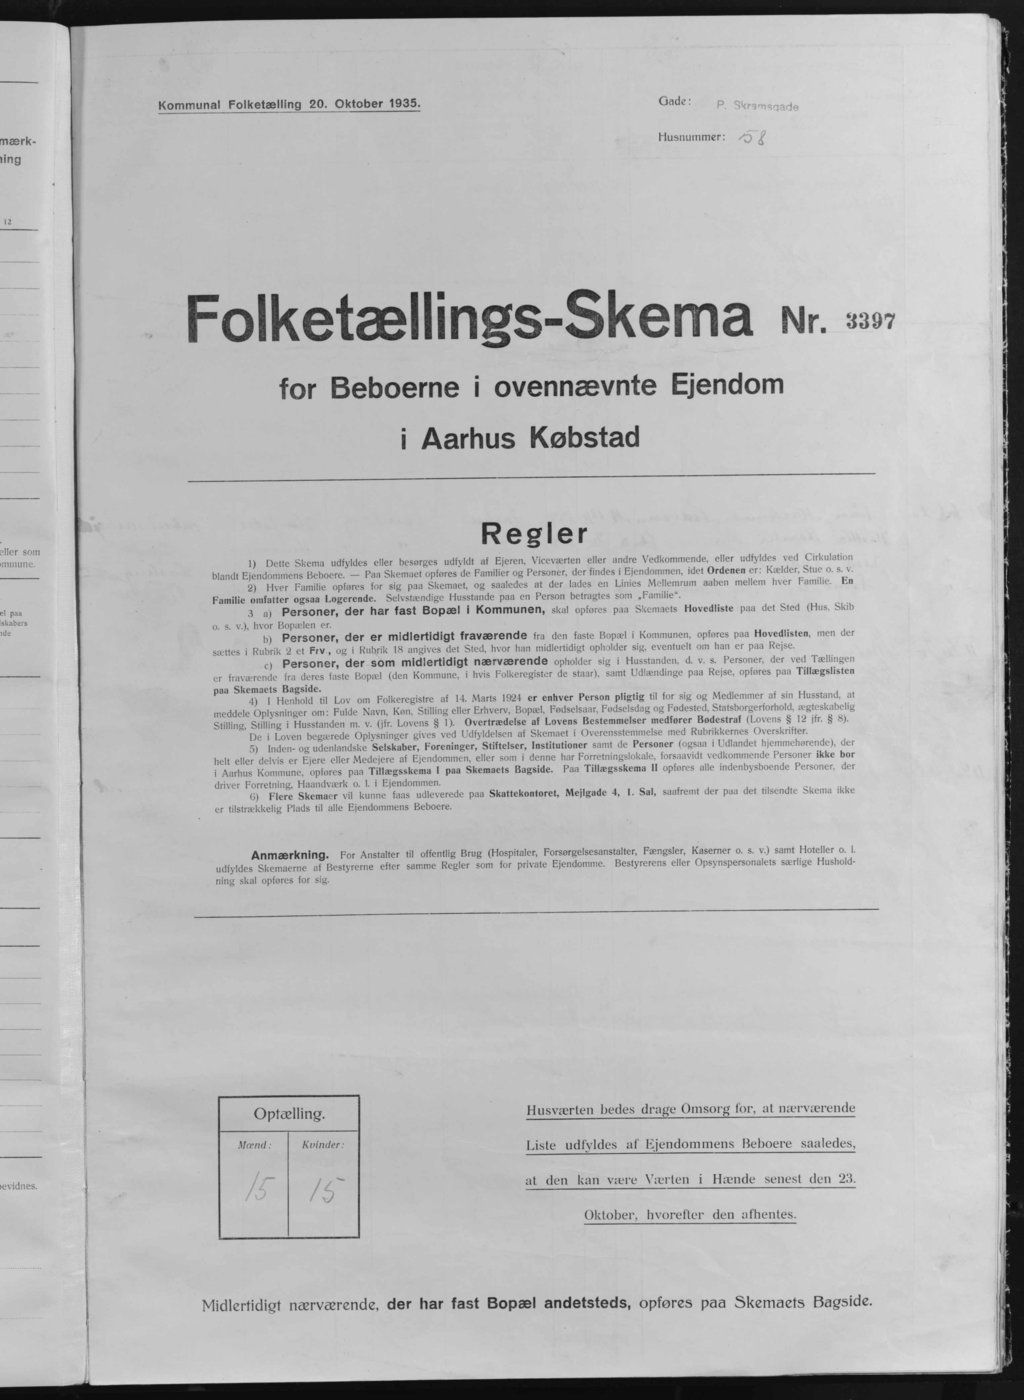 mærk-
ning
12
eller som
ommune.
el paa
lskabers
nde
bevidnes.
Kommunal Folketælling 20. Oktober 1935.
Gade: P. Skramsgade
Husnummer: 58
Folketællings-Skema Nr. 3397
for Beboerne i ovennævnte Ejendom
i Aarhus Købstad
Regler
1) Dette Skema udfyldes eller besørges udfyldt af Ejeren, Viceværten eller andre Vedkommende, eller udfyldes ved Cirkulation
blandt Ejendommens Beboere. — Paa Skemaet opføres de Familier og Personer, der findes i Ejendommen, idet Ordenen er: Kælder, Stue o. s. v.
2) Hver Familie opføres for sig paa Skemaet, og saaledes at der lades en Linies Mellemrum aaben mellem hver Familie. En
Familie omfatter ogsaa Logerende. Selvstændige Husstande paa en Person betragtes som „Familie“.
3 a) Personer, der har fast Bopæl i Kommunen, skal opføres paa Skemaets Hovedliste paa det Sted (Hus, Skib
o. s. v.), hvor Bopælen er.
b) Personer, der er midlertidigt fraværende fra den faste Bopæl i Kommunen, opføres paa Hovedlisten, men der
sættes i Rubrik 2 et Frv, og i Rubrik 18 angives det Sted, hvor han midlertidigt opholder sig, eventuelt om han er paa Rejse.
c) Personer, der som midlertidigt nærværende opholder sig i Husstanden, d. v. s. Personer, der ved Tællingen
er fraværende fra deres faste Bopæl (den Kommune, i hvis Folkeregister de staar), samt Udlændinge paa Rejse, opføres paa Tillægslisten
paa Skemaets Bagside.
4) I Henhold til Lov om Folkeregistre af 14. Marts 1924 er enhver Person pligtig til for sig og Medlemmer af sin Husstand, at
meddele Oplysninger om: Fulde Navn, Køn, Stilling eller Erhverv, Bopæl, Fødselsaar, Fødselsdag og Fødested, Statsborgerforhold, ægteskabelig
Stilling, Stilling i Husstanden m. v. (jfr. Lovens § 1). Overtrædelse af Lovens Bestemmelser medfører Bødestraf (Lovens § 12 jfr. § 8).
De i Loven begærede Oplysninger gives ved Udfyldelsen af Skemaet i Overensstemmelse med Rubrikkernes Overskrifter.
5) Inden- og udenlandske Selskaber, Foreninger, Stiftelser, Institutioner samt de Personer (ogsaa i Udlandet hjemmehørende), der
helt eller delvis er Ejere eller Medejere af Ejendommen, eller som i denne har Forretningslokale, forsaavidt vedkommende Personer ikke bor
i Aarhus Kommune, opføres paa Tillægsskema I paa Skemaets Bagside. Paa Tillægsskema II opføres alle indenbysboende Personer, der
driver Forretning, Haandværk o. l. i Ejendommen.
6) Flere Skemaer vil kunne faas udleverede paa Skattekontoret, Mejlgade 4, 1. Sal, saafremt der paa det tilsendte Skema ikke
er tilstrækkelig Plads til alle Ejendommens Beboere.
Anmærkning. For Anstalter til offentlig Brug (Hospitaler, Forsørgelsesanstalter, Fængsler, Kaserner o. s. v.) samt Hoteller o. l.
udfyldes Skemaerne af Bestyrerne efter samme Regler som for private Ejendomme. Bestyrerens eller Opsynspersonalets særlige Hushold-
ning skal opføres for sig.
Optælling.
Mænd: Kvinder:
15 15
Husværten bedes drage Omsorg for, at nærværende
Liste udfyldes af Ejendommens Beboere saaledes,
at den kan være Værten i Hænde senest den 23.
Oktober, hvorefter den afhentes.
Midlertidigt nærværende, der har fast Bopæl andetsteds, opføres paa Skemaets Bagside.